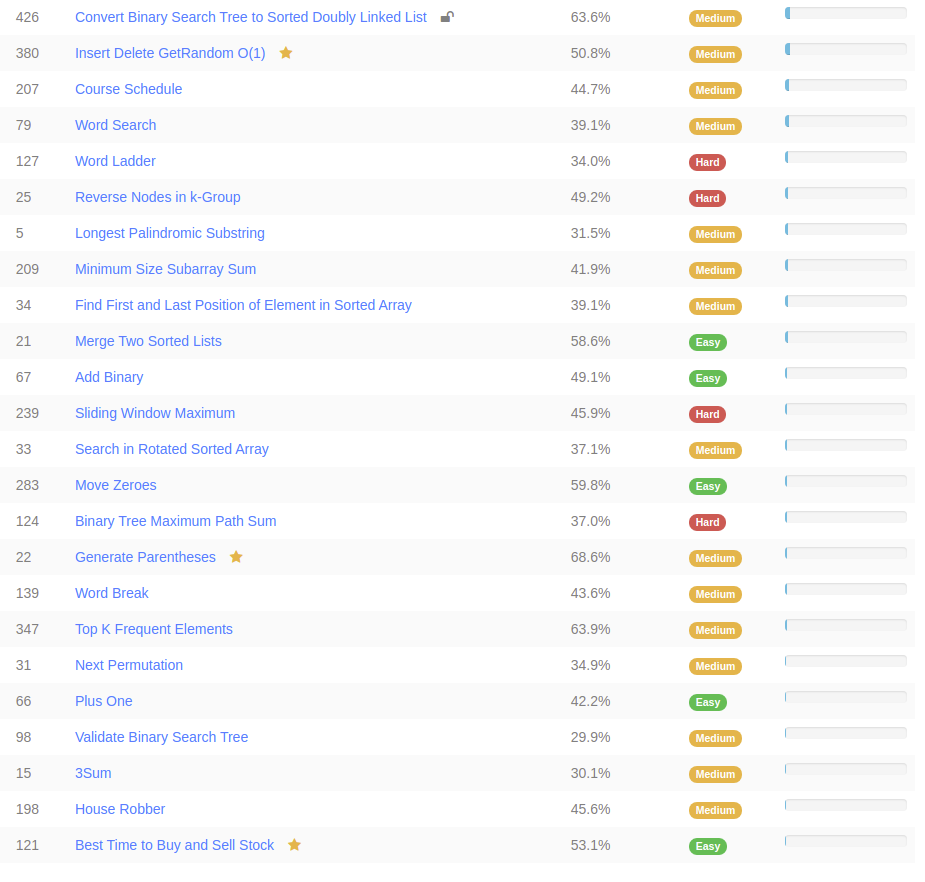 426 Convert Binary Search Tree to Sorted Doubly Linked List 63.6% Medium
380 Insert Delete GetRandom O(1) 50.8% Medium
207 Course Schedule 44.7% Medium
79 Word Search 39.1% Medium
127 Word Ladder 34.0% Hard
25 Reverse Nodes in k-Group 49.2% Hard
5 Longest Palindromic Substring 31.5% Medium
209 Minimum Size Subarray Sum 41.9% Medium
34 Find First and Last Position of Element in Sorted Array 39.1% Medium
21 Merge Two Sorted Lists 58.6% Easy
67 Add Binary 49.1% Easy
239 Sliding Window Maximum 45.9% Hard
33 Search in Rotated Sorted Array 37.1% Medium
283 Move Zeroes 59.8% Easy
124 Binary Tree Maximum Path Sum 37.0% Hard
22 Generate Parentheses 68.6% Medium
139 Word Break 43.6% Medium
347 Top K Frequent Elements 63.9% Medium
31 Next Permutation 34.9% Medium
66 Plus One 42.2% Easy
98 Validate Binary Search Tree 29.9% Medium
15 3Sum 30.1% Medium
198 House Robber 45.6% Medium
121 Best Time to Buy and Sell Stock 53.1% Easy